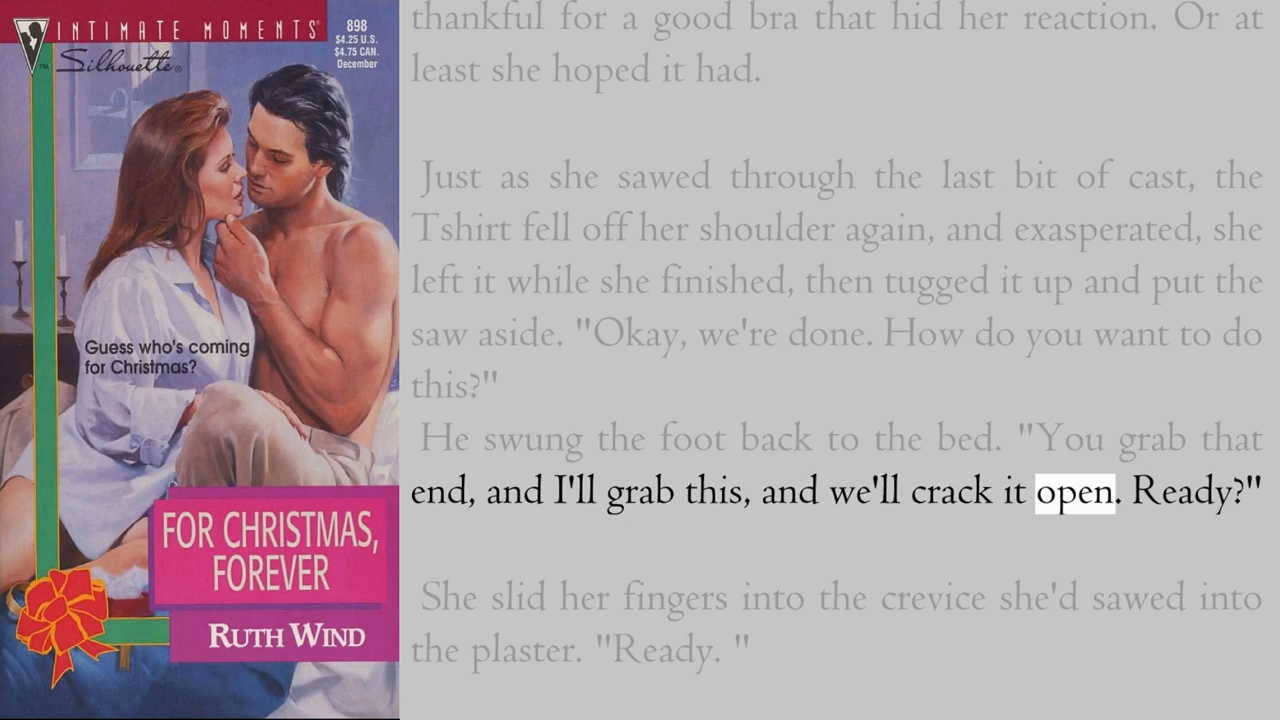 INTIMATE MOMENTS®
898
$4.25 U.S.
$4.75 CAN.
December
™
Silhouette®
Guess who's coming
for Christmas?
FOR CHRISTMAS,
FOREVER
RUTH WIND
thankful for a good bra that hid her reaction. Or at
least she hoped it had.
Just as she sawed through the last bit of cast, the
Tshirt fell off her shoulder again, and exasperated, she
left it while she finished, then tugged it up and put the
saw aside. "Okay, we're done. How do you want to do
this?"
He swung the foot back to the bed. "You grab that
end, and I'll grab this, and we'll crack it open. Ready?"
She slid her fingers into the crevice she'd sawed into
the plaster. "Ready. "